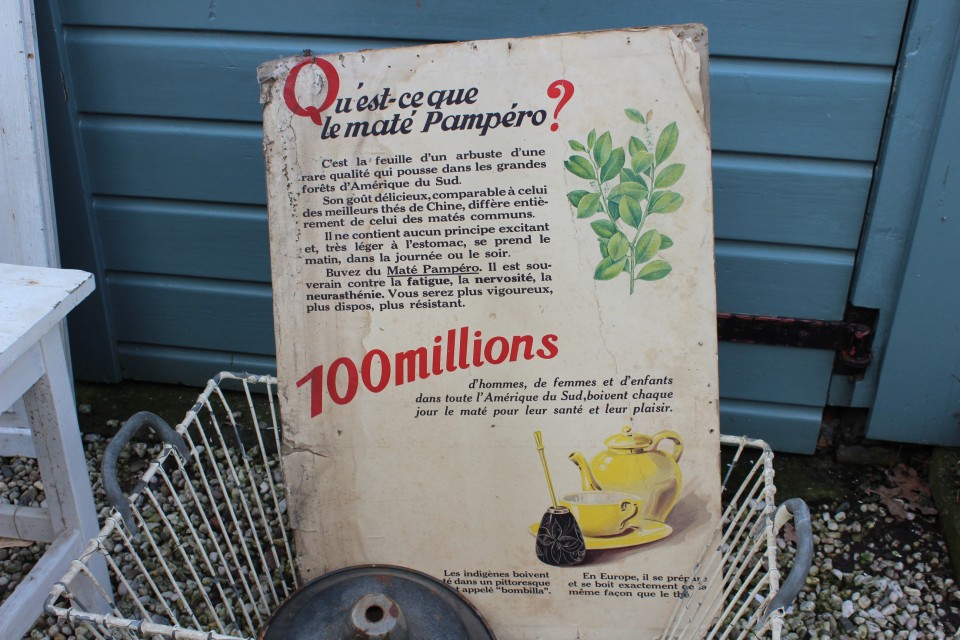 Qu'est-ce que
le maté Pampéro?
C'est la feuille d'un arbuste d'une
rare qualité qui pousse dans les grandes
forêts d'Amérique du Sud.
Son goût délicieux, comparable à celui
des meilleurs thés de Chine, diffère entiè-
rement de celui des matés communs.
Il ne contient aucun principe excitant
et, très léger à l'estomac, se prend le
matin, dans la journée ou le soir.
Buvez du Maté Pampéro. Il est sou-
verain contre la fatigue, la nervosité, la
neurasthénie. Vous serez plus vigoureux,
plus dispos, plus résistant.
100 millions
d'hommes, de femmes et d'enfants
dans toute l'Amérique du Sud, boivent chaque
jour le maté pour leur santé et leur plaisir.
Les indigènes boivent
té dans un pittoresque
t appelé "bombilla".
En Europe, il se prépare
et se boit exactement de la
même façon que le thé